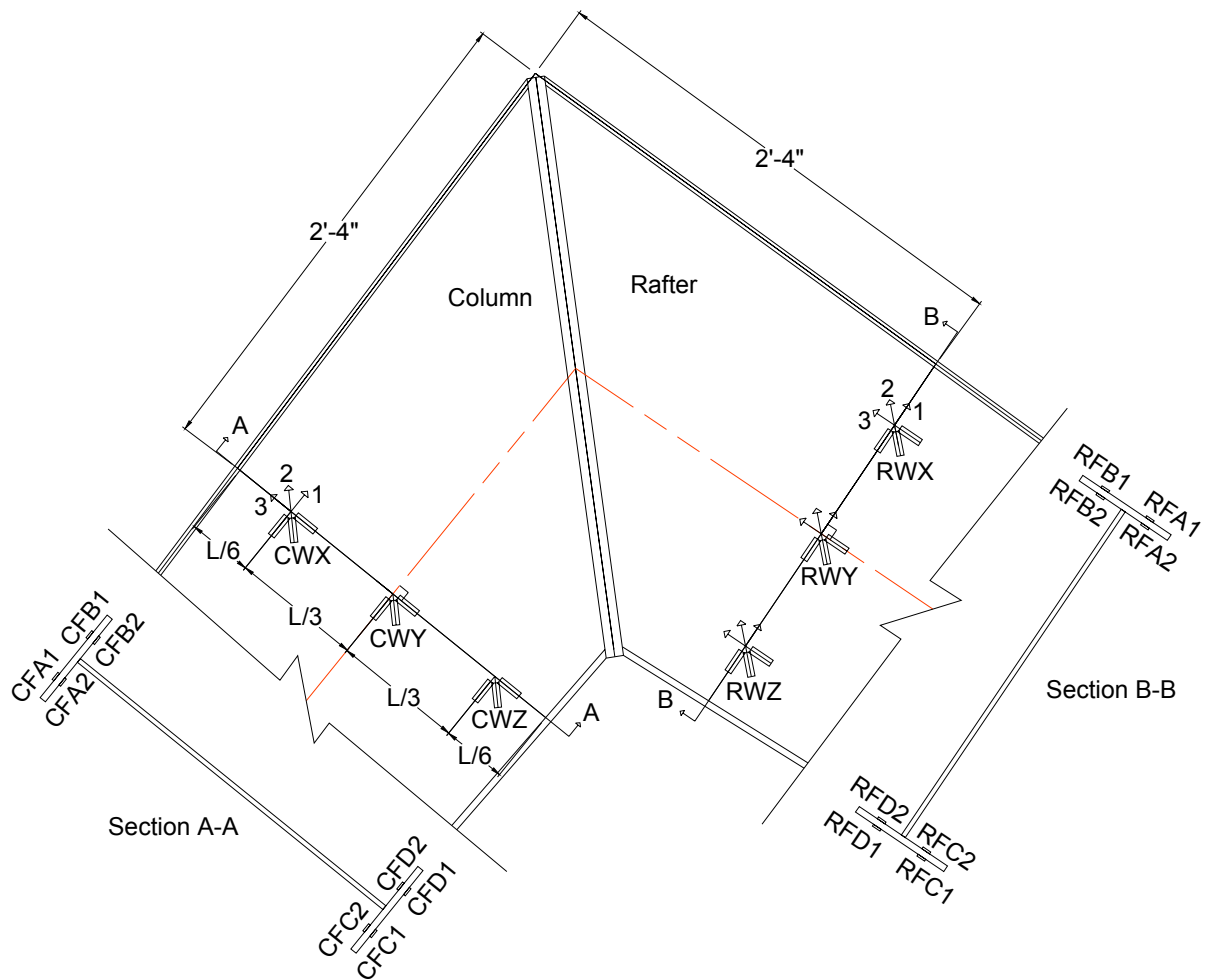 2'-4"
2'-4"
Column
Rafter
B
A
2
3
1
RWX
2
3
1
CWX
L/6
RWY
L/3
CWY
RWZ
L/3
CWZ
B
A
L/6
RFB1
RFA1
RFB2
RFA2
Section B-B
CFB1
CFB2
CFA1
CFA2
Section A-A
RFD2
RFC2
RFD1
RFC1
CFD2
CFD1
CFC2
CFC1